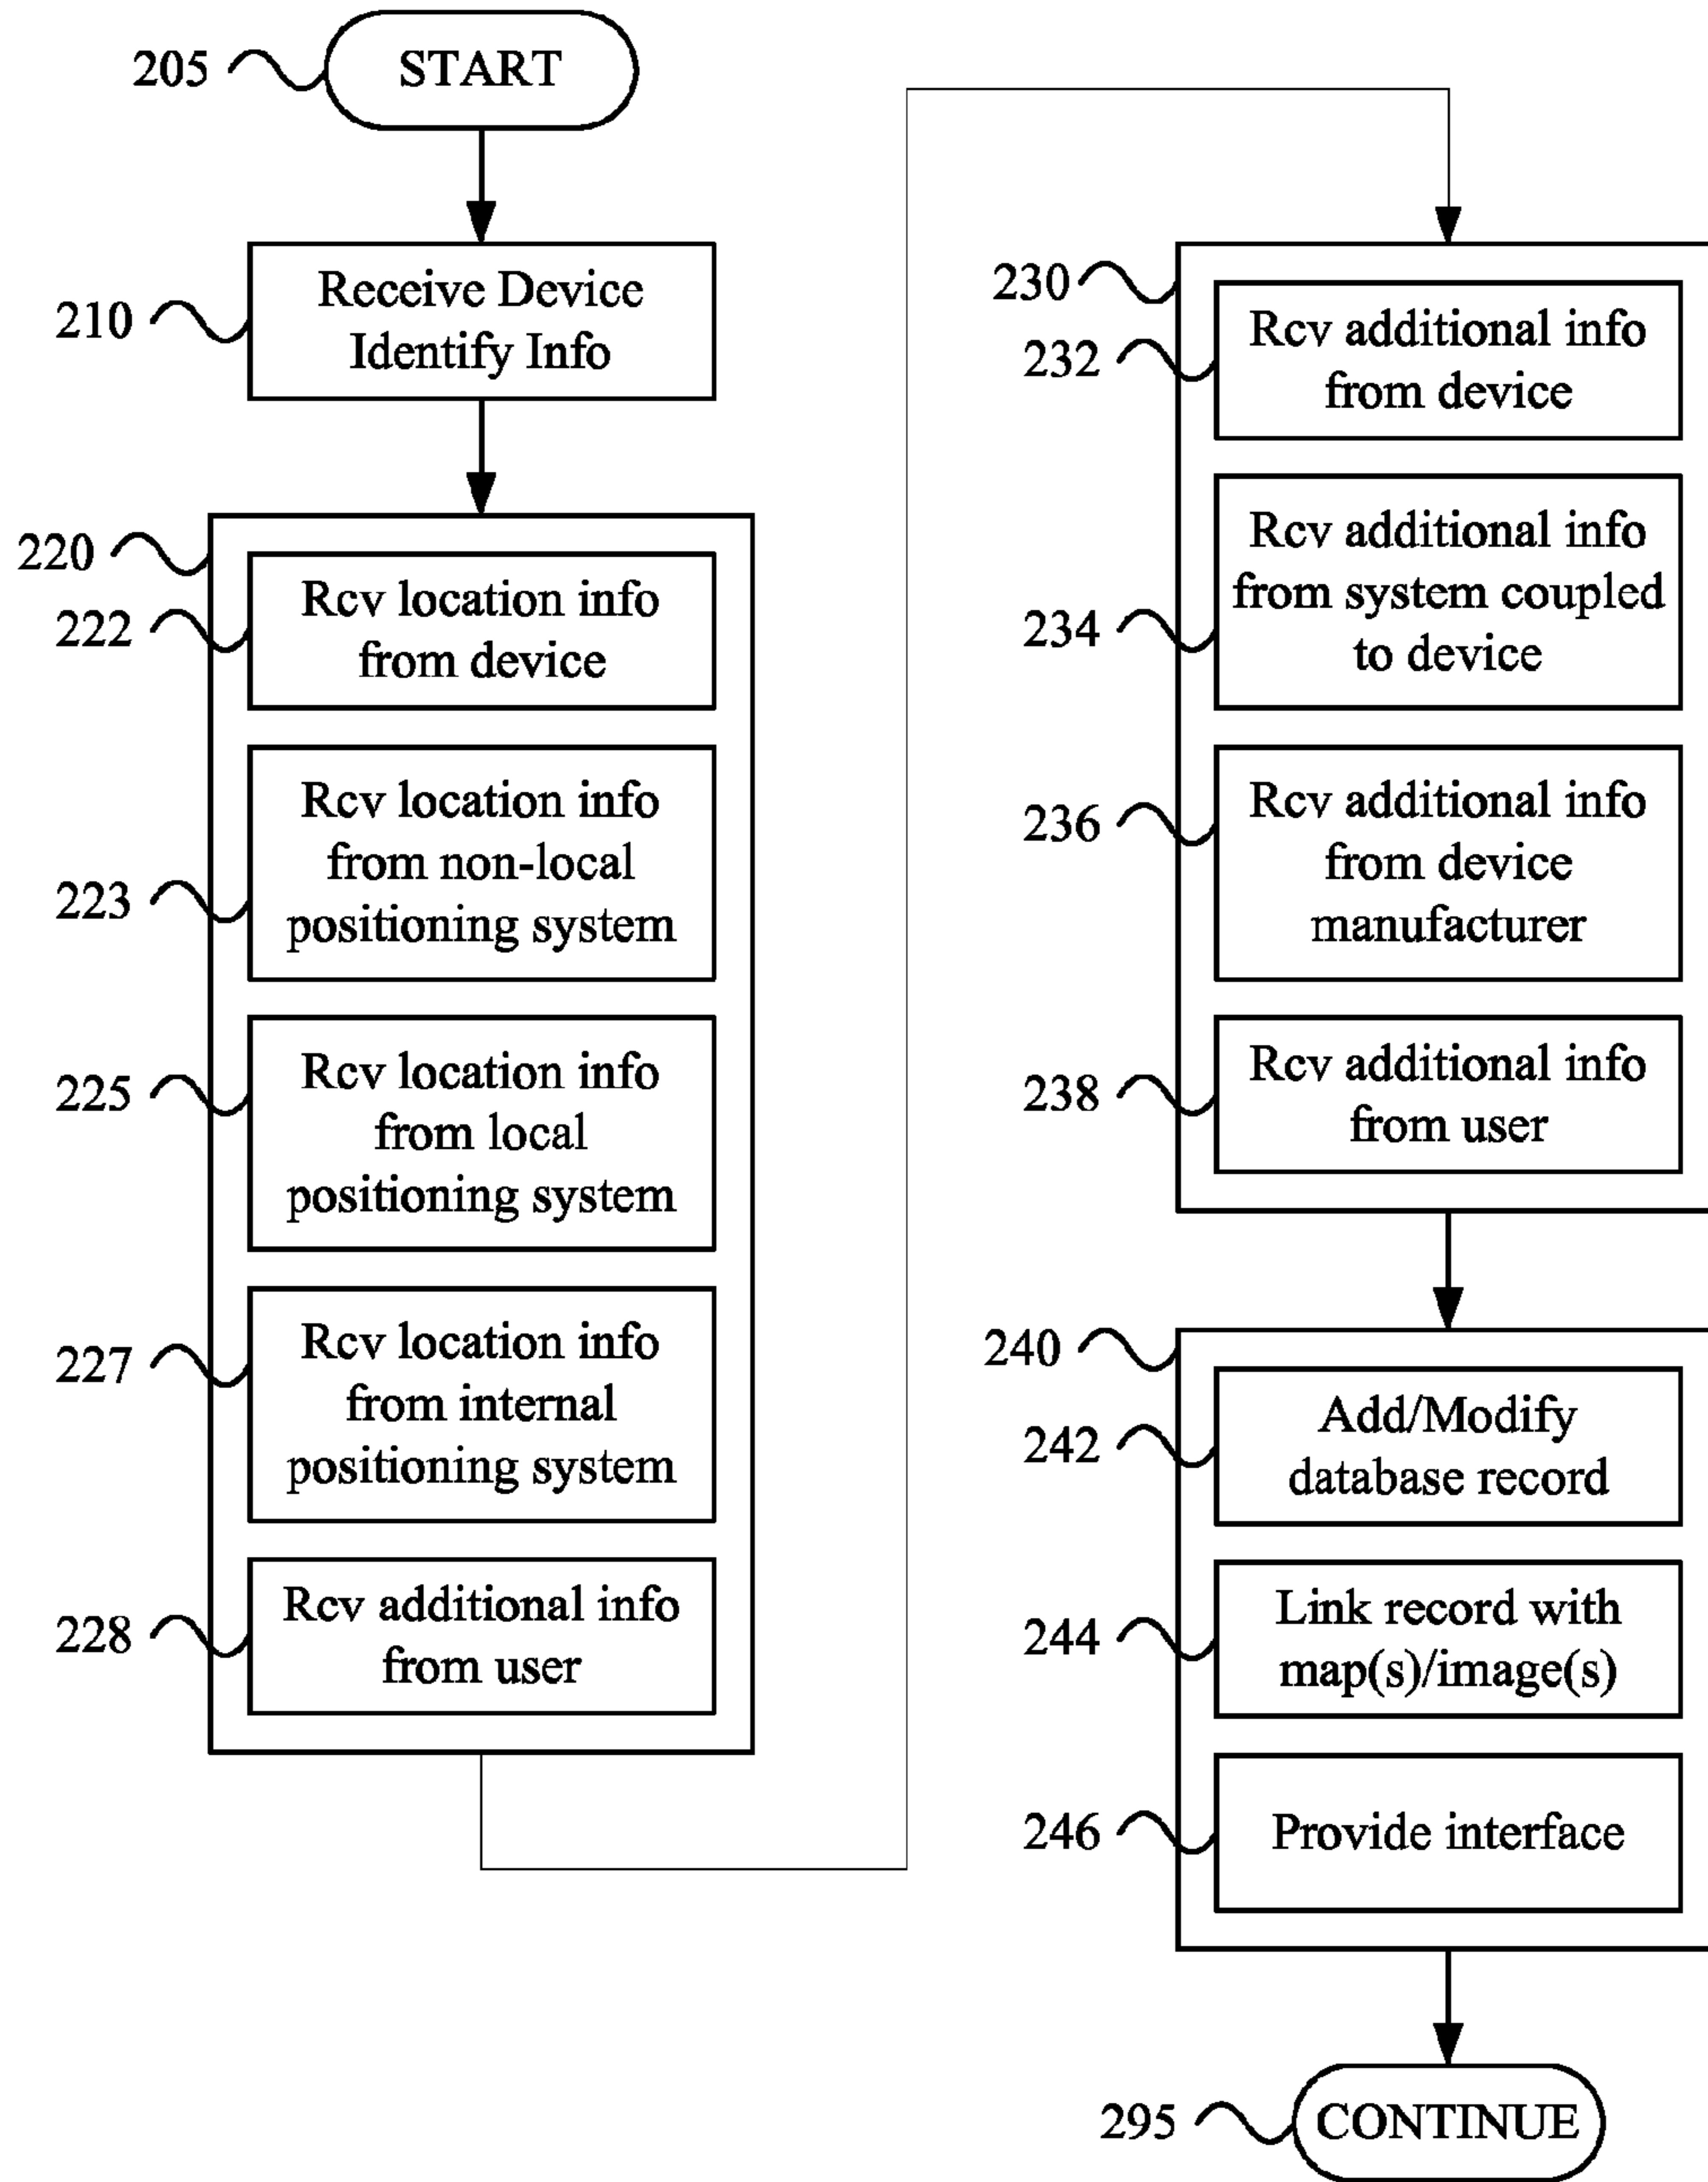 205
START
210
Receive Device
Identify Info
220
222
Rcv location info
from device
223
Rcv location info
from non-local
positioning system
225
Rcv location info
from local
positioning system
227
Rcv location info
from internal
positioning system
228
Rcv additional info
from user
230
232
Rcv additional info
from device
234
Rcv additional info
from system coupled
to device
236
Rcv additional info
from device
manufacturer
238
Rcv additional info
from user
240
242
Add/Modify
database record
244
Link record with
map(s)/image(s)
246
Provide interface
295
CONTINUE